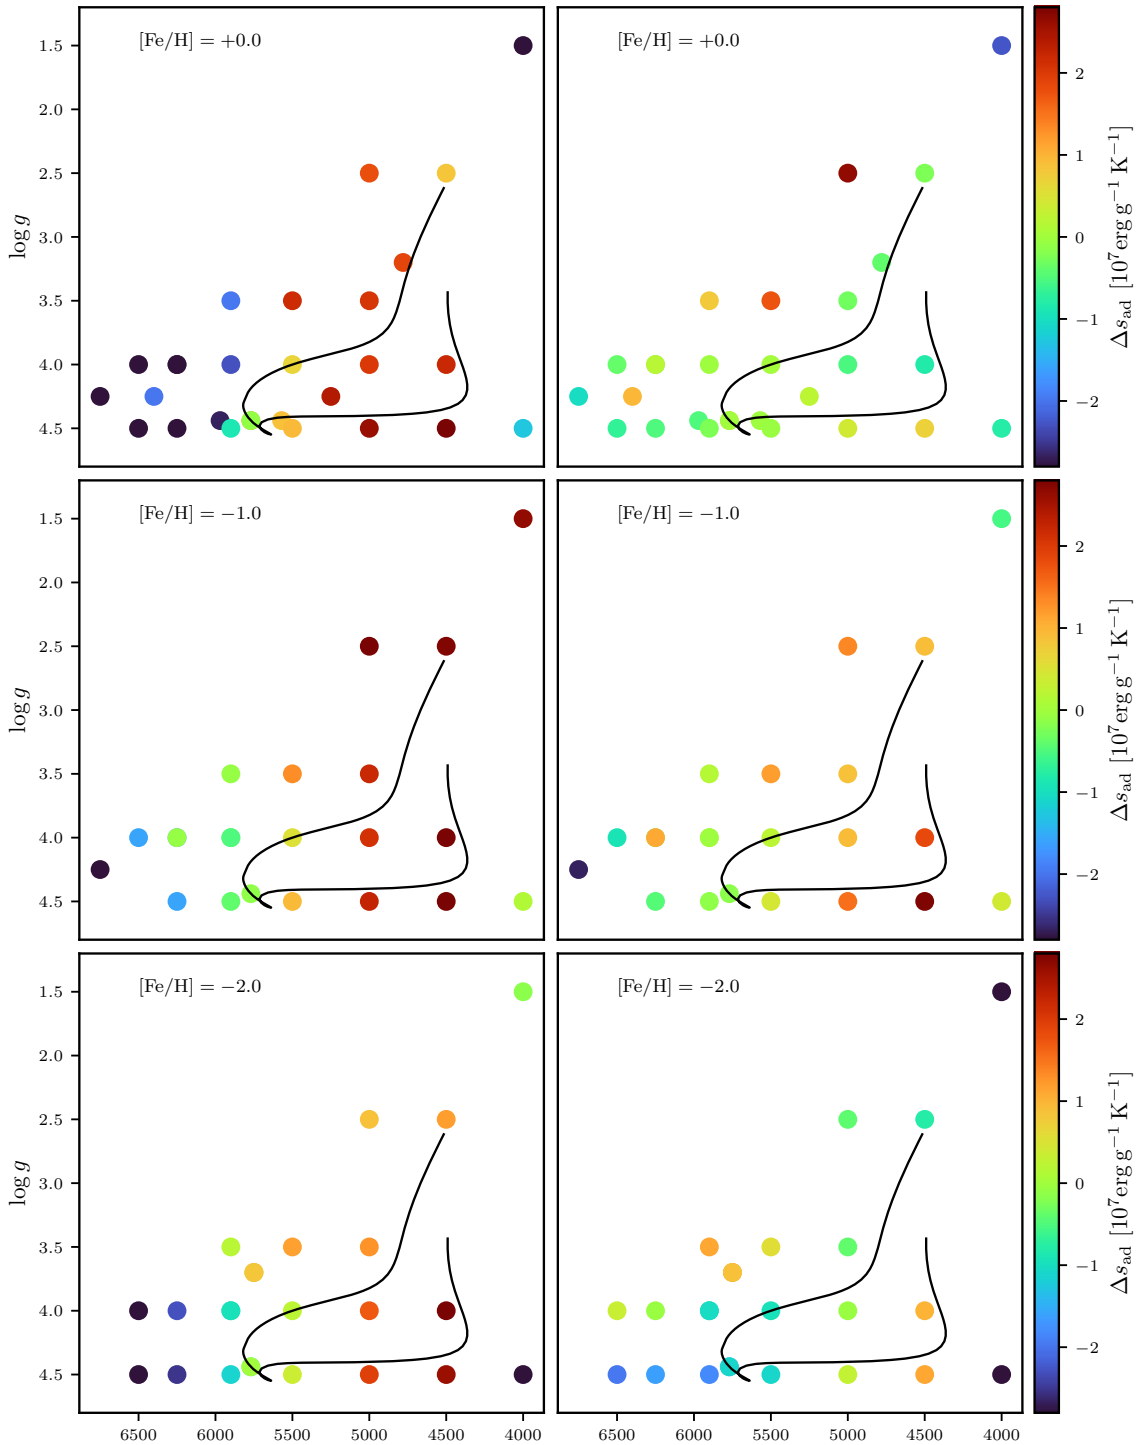 [Fe/H] = +0.0
1.5
2.0
2.5
3.0
3.5
4.0
4.5
log g
[Fe/H] = +0.0
2
1
0
−1
−2
Δs_ad [10^7 erg g^−1 K^−1]
[Fe/H] = −1.0
1.5
2.0
2.5
3.0
3.5
4.0
4.5
log g
[Fe/H] = −1.0
2
1
0
−1
−2
Δs_ad [10^7 erg g^−1 K^−1]
[Fe/H] = −2.0
1.5
2.0
2.5
3.0
3.5
4.0
4.5
log g
[Fe/H] = −2.0
2
1
0
−1
−2
Δs_ad [10^7 erg g^−1 K^−1]
6500 6000 5500 5000 4500 4000
6500 6000 5500 5000 4500 4000